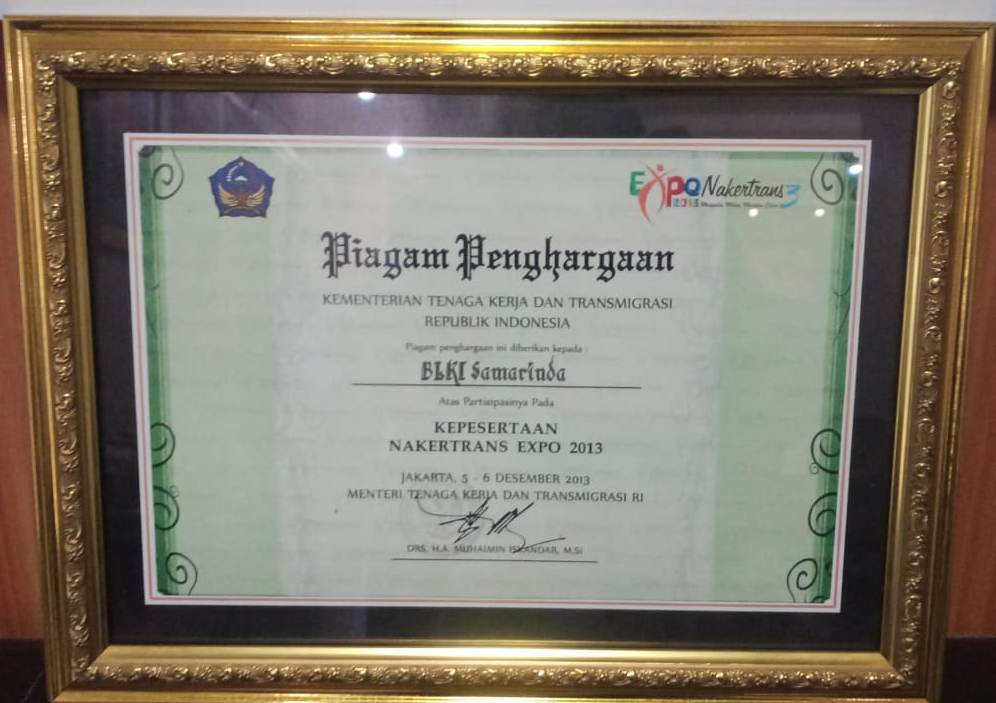 EXPO Nakertrans 3
2013
Piagam Penghargaan
KEMENTERIAN TENAGA KERJA DAN TRANSMIGRASI
REPUBLIK INDONESIA
Piagam penghargaan ini diberikan kepada :
BLKI Samarinda
Atas Partisipasinya Pada
KEPESERTAAN
NAKERTRANS EXPO 2013
JAKARTA, 5 - 6 DESEMBER 2013
MENTERI TENAGA KERJA DAN TRANSMIGRASI RI
DRS. H.A. MUHAIMIN ISKANDAR, M.Si